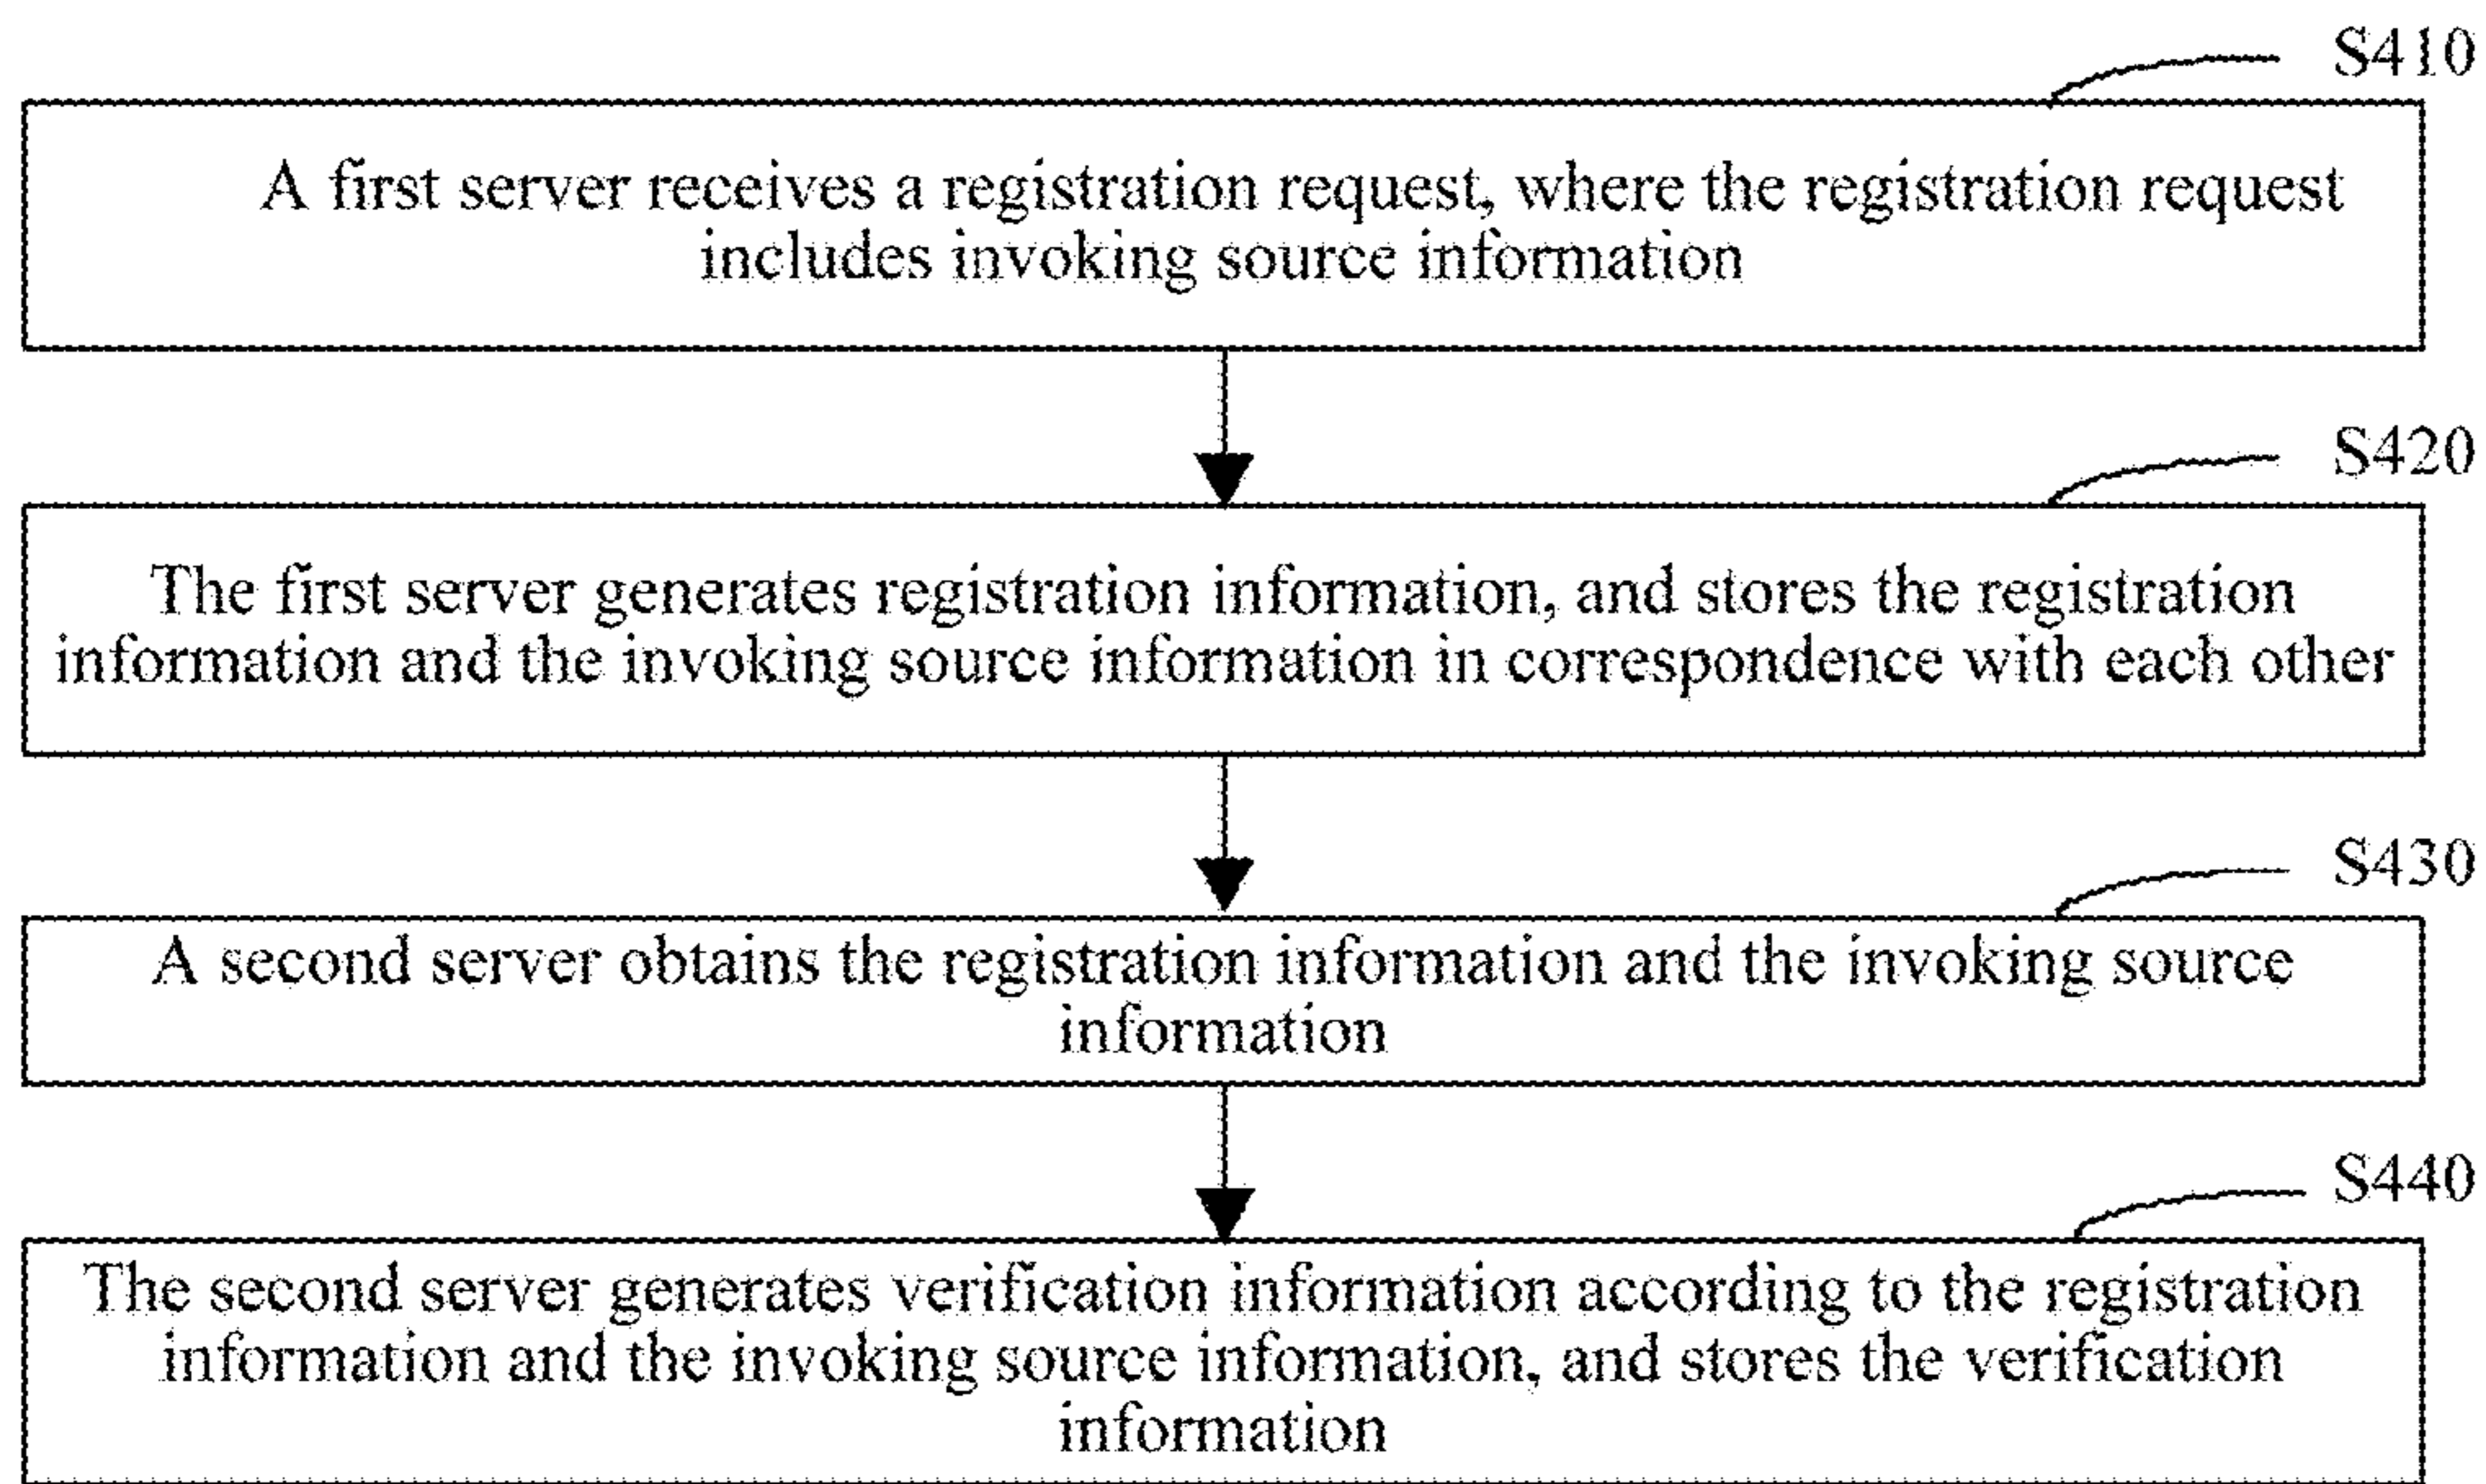 S410
A first server receives a registration request, where the registration request
includes invoking source information
S420
The first server generates registration information, and stores the registration
information and the invoking source information in correspondence with each other
S430
A second server obtains the registration information and the invoking source
information
S440
The second server generates verification information according to the registration
information and the invoking source information, and stores the verification
information